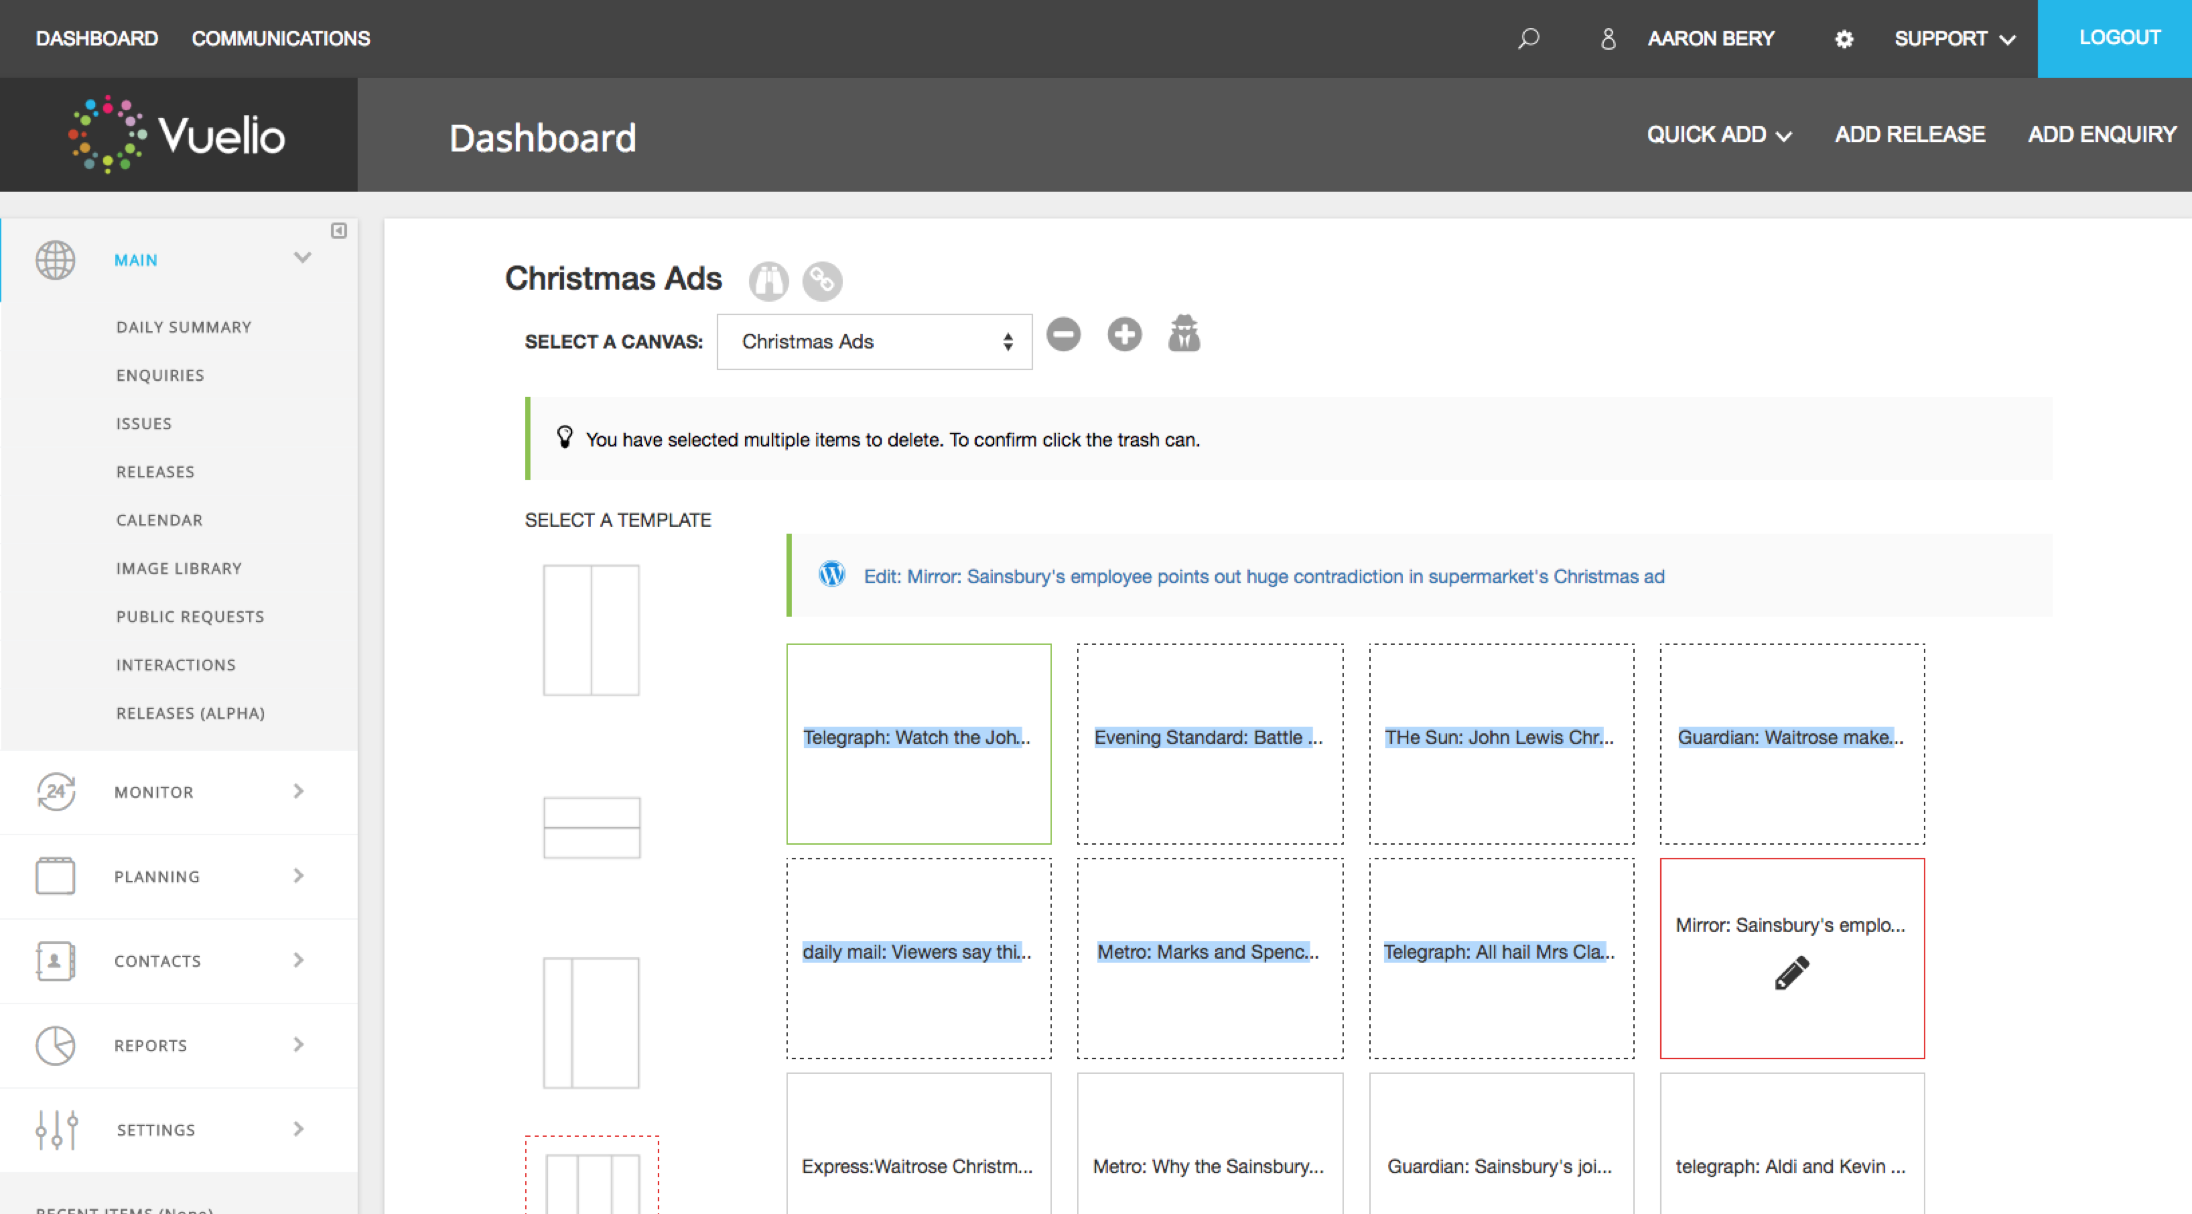 DASHBOARD COMMUNICATIONS AARON BERY SUPPORT LOGOUT
Vuelio Dashboard QUICK ADD ADD RELEASE ADD ENQUIRY
MAIN
DAILY SUMMARY
ENQUIRIES
ISSUES
RELEASES
CALENDAR
IMAGE LIBRARY
PUBLIC REQUESTS
INTERACTIONS
RELEASES (ALPHA)
24 MONITOR
PLANNING
CONTACTS
REPORTS
SETTINGS
RECENT ITEMS (None)
Christmas Ads
SELECT A CANVAS: Christmas Ads
You have selected multiple items to delete. To confirm click the trash can.
SELECT A TEMPLATE
Edit: Mirror: Sainsbury's employee points out huge contradiction in supermarket's Christmas ad
Telegraph: Watch the Joh... Evening Standard: Battle ... THe Sun: John Lewis Chr... Guardian: Waitrose make...
daily mail: Viewers say thi... Metro: Marks and Spenc... Telegraph: All hail Mrs Cla... Mirror: Sainsbury's emplo...
Express:Waitrose Christm... Metro: Why the Sainsbury... Guardian: Sainsbury's joi... telegraph: Aldi and Kevin ...